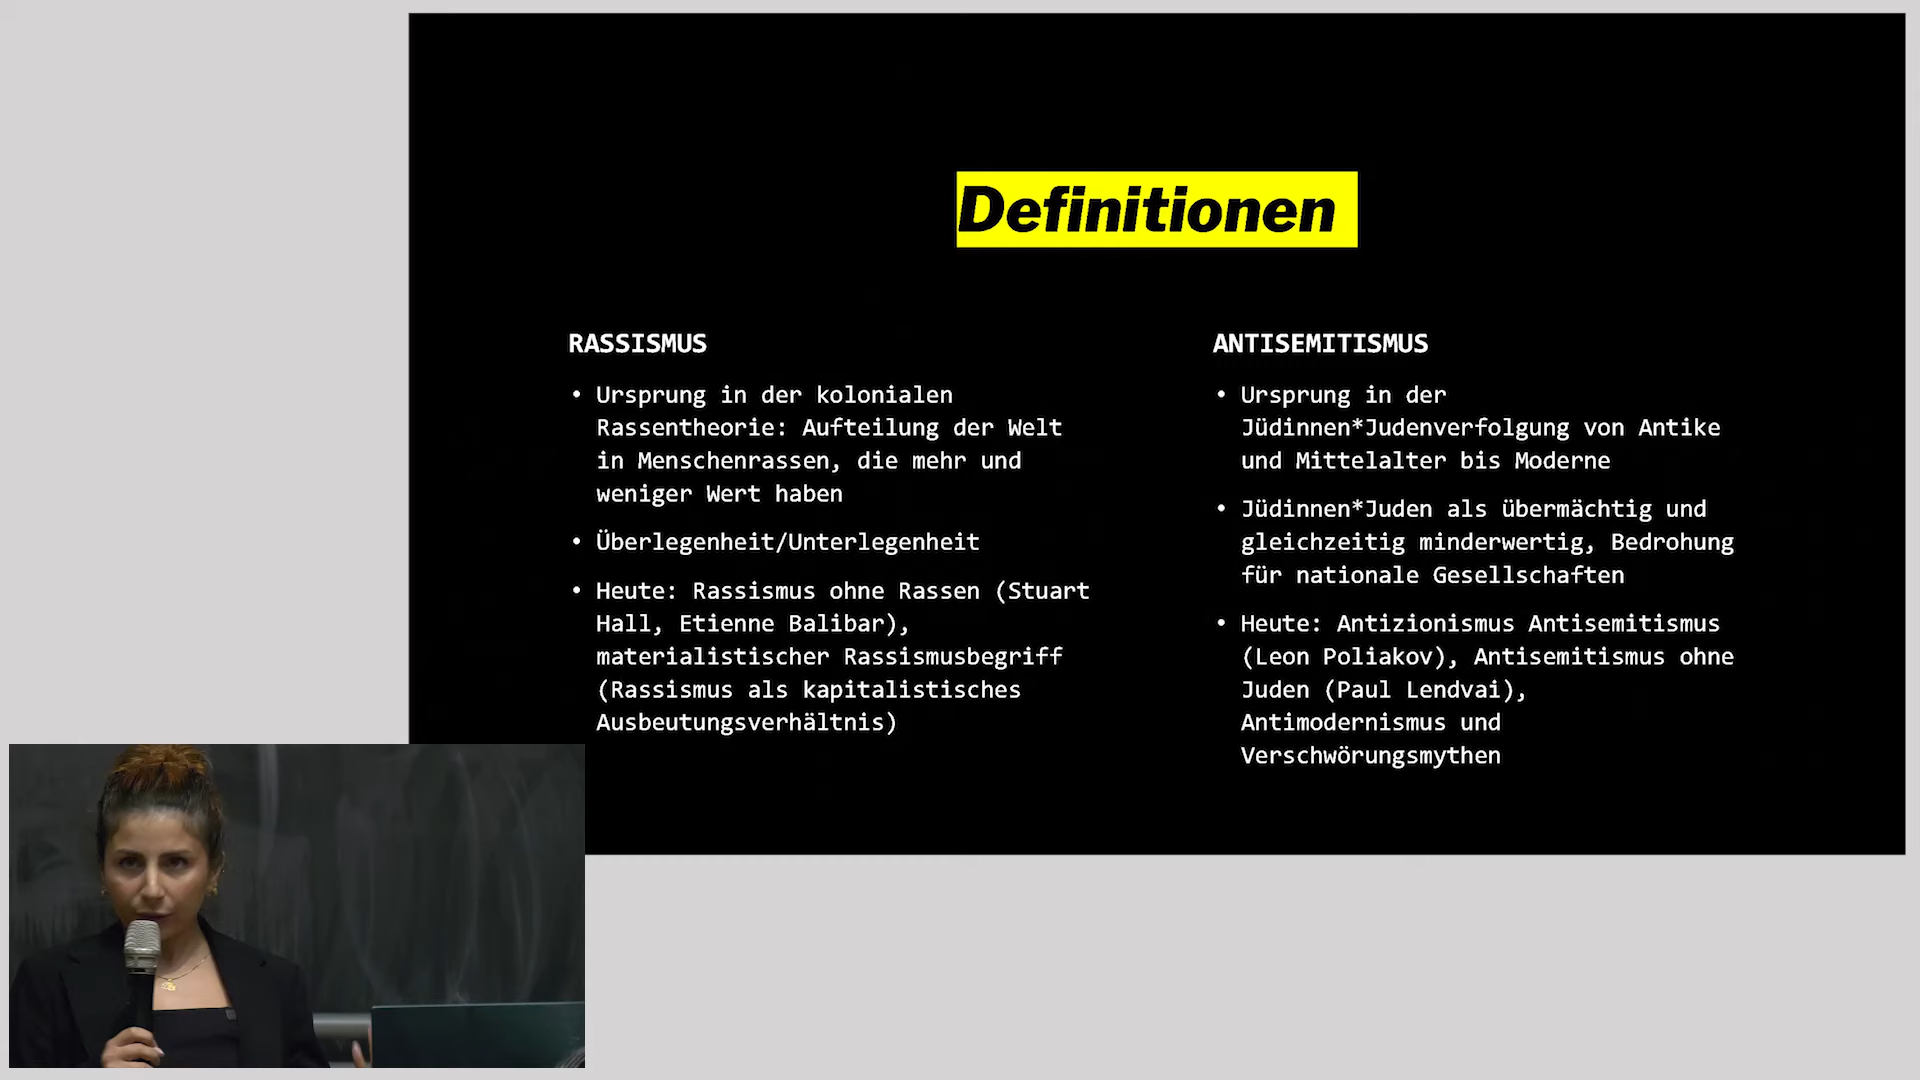 Definitionen
RASSISMUS
• Ursprung in der kolonialen
Rassentheorie: Aufteilung der Welt
in Menschenrassen, die mehr und
weniger Wert haben
• Überlegenheit/Unterlegenheit
• Heute: Rassismus ohne Rassen (Stuart
Hall, Etienne Balibar),
materialistischer Rassismusbegriff
(Rassismus als kapitalistisches
Ausbeutungsverhältnis)
ANTISEMITISMUS
• Ursprung in der
Jüdinnen*Judenverfolgung von Antike
und Mittelalter bis Moderne
• Jüdinnen*Juden als übermächtig und
gleichzeitig minderwertig, Bedrohung
für nationale Gesellschaften
• Heute: Antizionismus Antisemitismus
(Leon Poliakov), Antisemitismus ohne
Juden (Paul Lendvai),
Antimodernismus und
Verschwörungsmythen